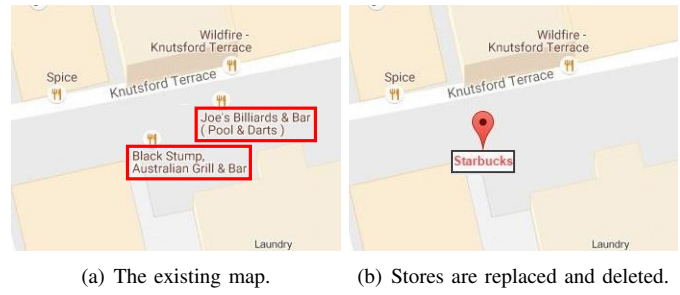 Wildfire -
Knutsford Terrace
Spice
Knutsford Terrace
Joe's Billiards & Bar
( Pool & Darts )
Black Stump,
Australian Grill & Bar
Laundry
(a) The existing map.
Wildfire -
Knutsford Terrace
Spice
Knutsford Terrace
Starbucks
Laundry
(b) Stores are replaced and deleted.